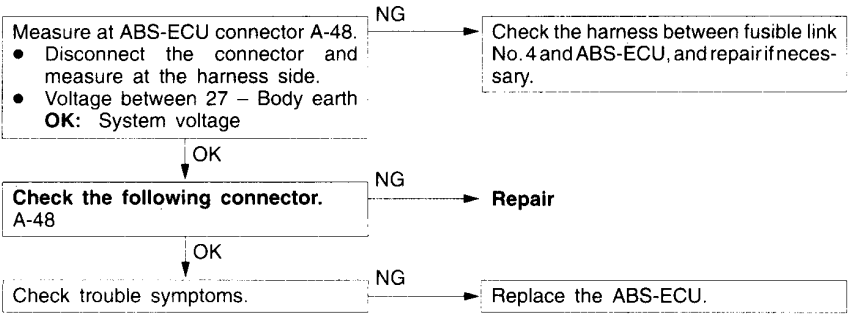 Measure at ABS-ECU connector A-48.
● Disconnect the connector and
measure at the harness side.
● Voltage between 27 – Body earth
OK: System voltage
NG
Check the harness between fusible link
No. 4 and ABS-ECU, and repair if neces-
sary.
OK
Check the following connector.
A-48
NG
Repair
OK
Check trouble symptoms.
NG
Replace the ABS-ECU.